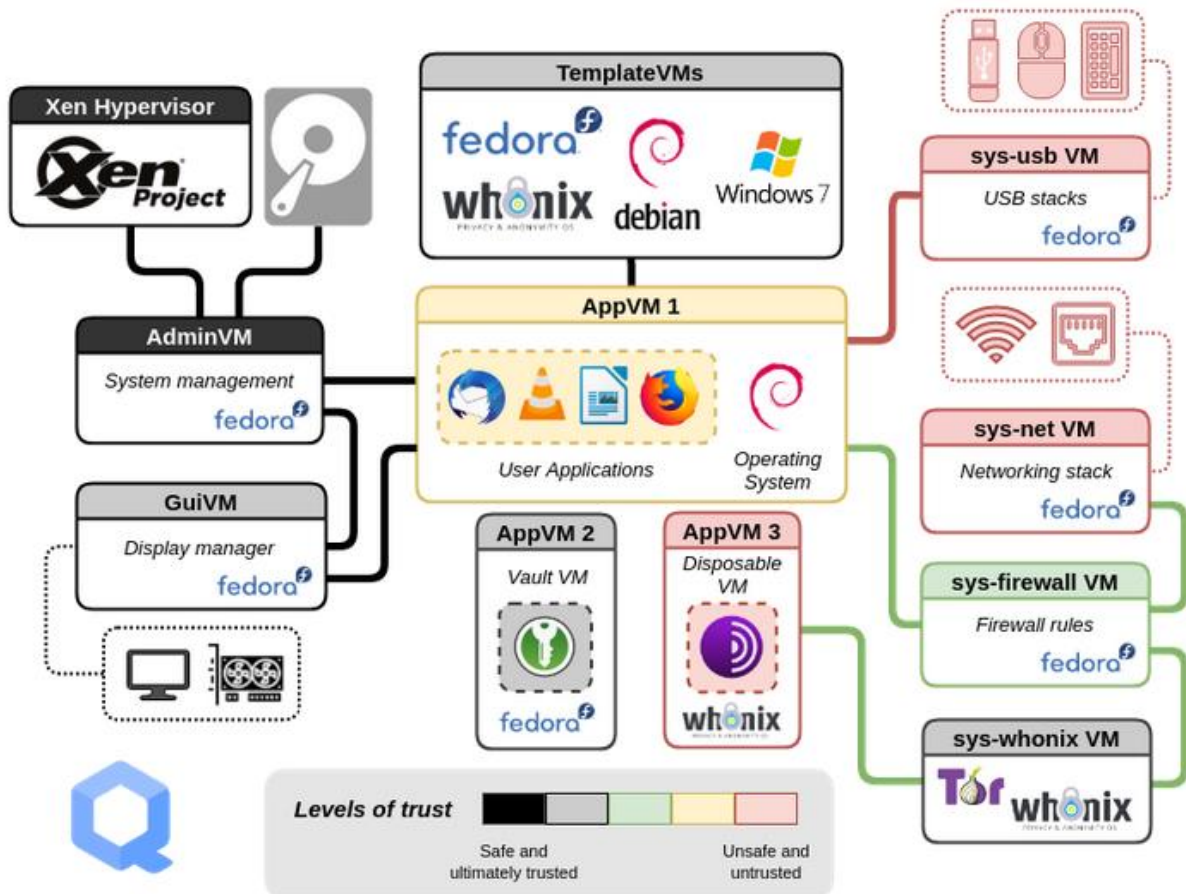 Xen Hypervisor
Xen
Project
TemplateVMs
fedora
debian
Windows 7
whonix
PRIVACY & ANONYMITY OS
sys-usb VM
USB stacks
fedora
AdminVM
System management
fedora
AppVM 1
User Applications
Operating
System
sys-net VM
Networking stack
fedora
GuiVM
Display manager
fedora
AppVM 2
Vault VM
fedora
AppVM 3
Disposable
VM
whonix
sys-firewall VM
Firewall rules
fedora
sys-whonix VM
Tor
whonix
PRIVACY & ANONYMITY OS
Levels of trust
Safe and
ultimately trusted
Unsafe and
untrusted